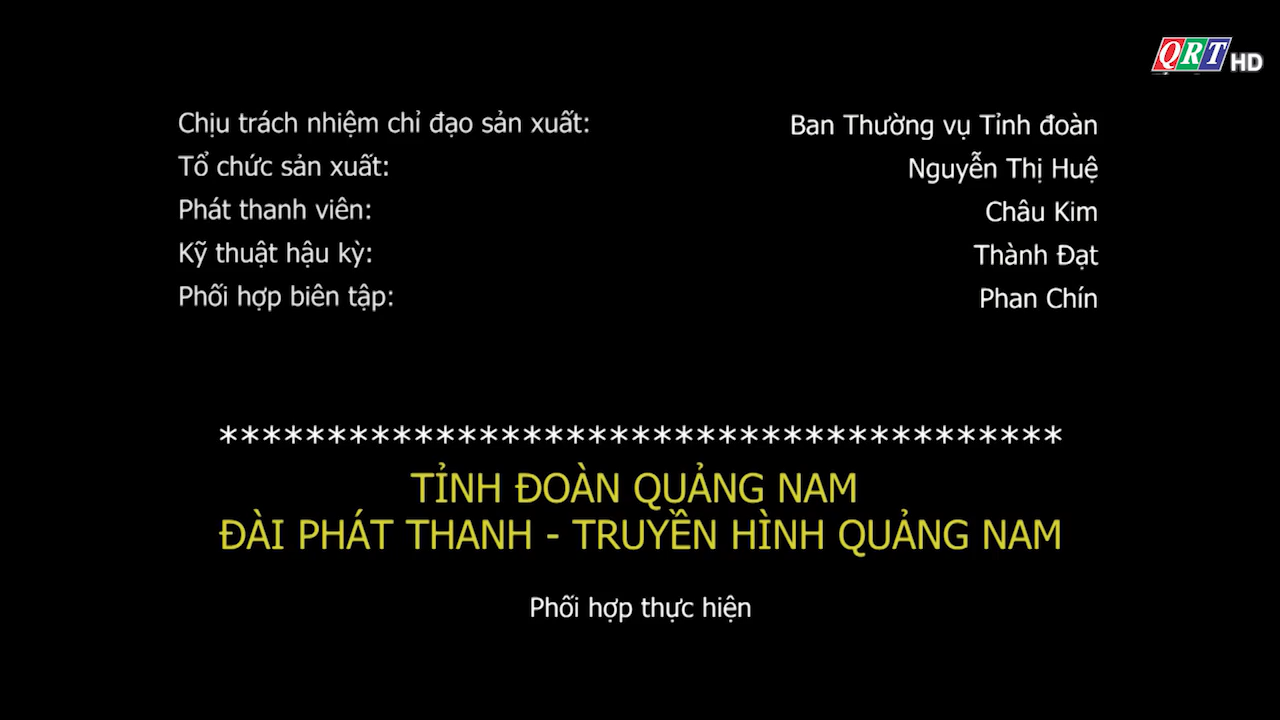 QRT HD
Chịu trách nhiệm chỉ đạo sản xuất: Ban Thường vụ Tỉnh đoàn
Tổ chức sản xuất: Nguyễn Thị Huệ
Phát thanh viên: Châu Kim
Kỹ thuật hậu kỳ: Thành Đạt
Phối hợp biên tập: Phan Chín
***************************************
TỈNH ĐOÀN QUẢNG NAM
ĐÀI PHÁT THANH - TRUYỀN HÌNH QUẢNG NAM
Phối hợp thực hiện